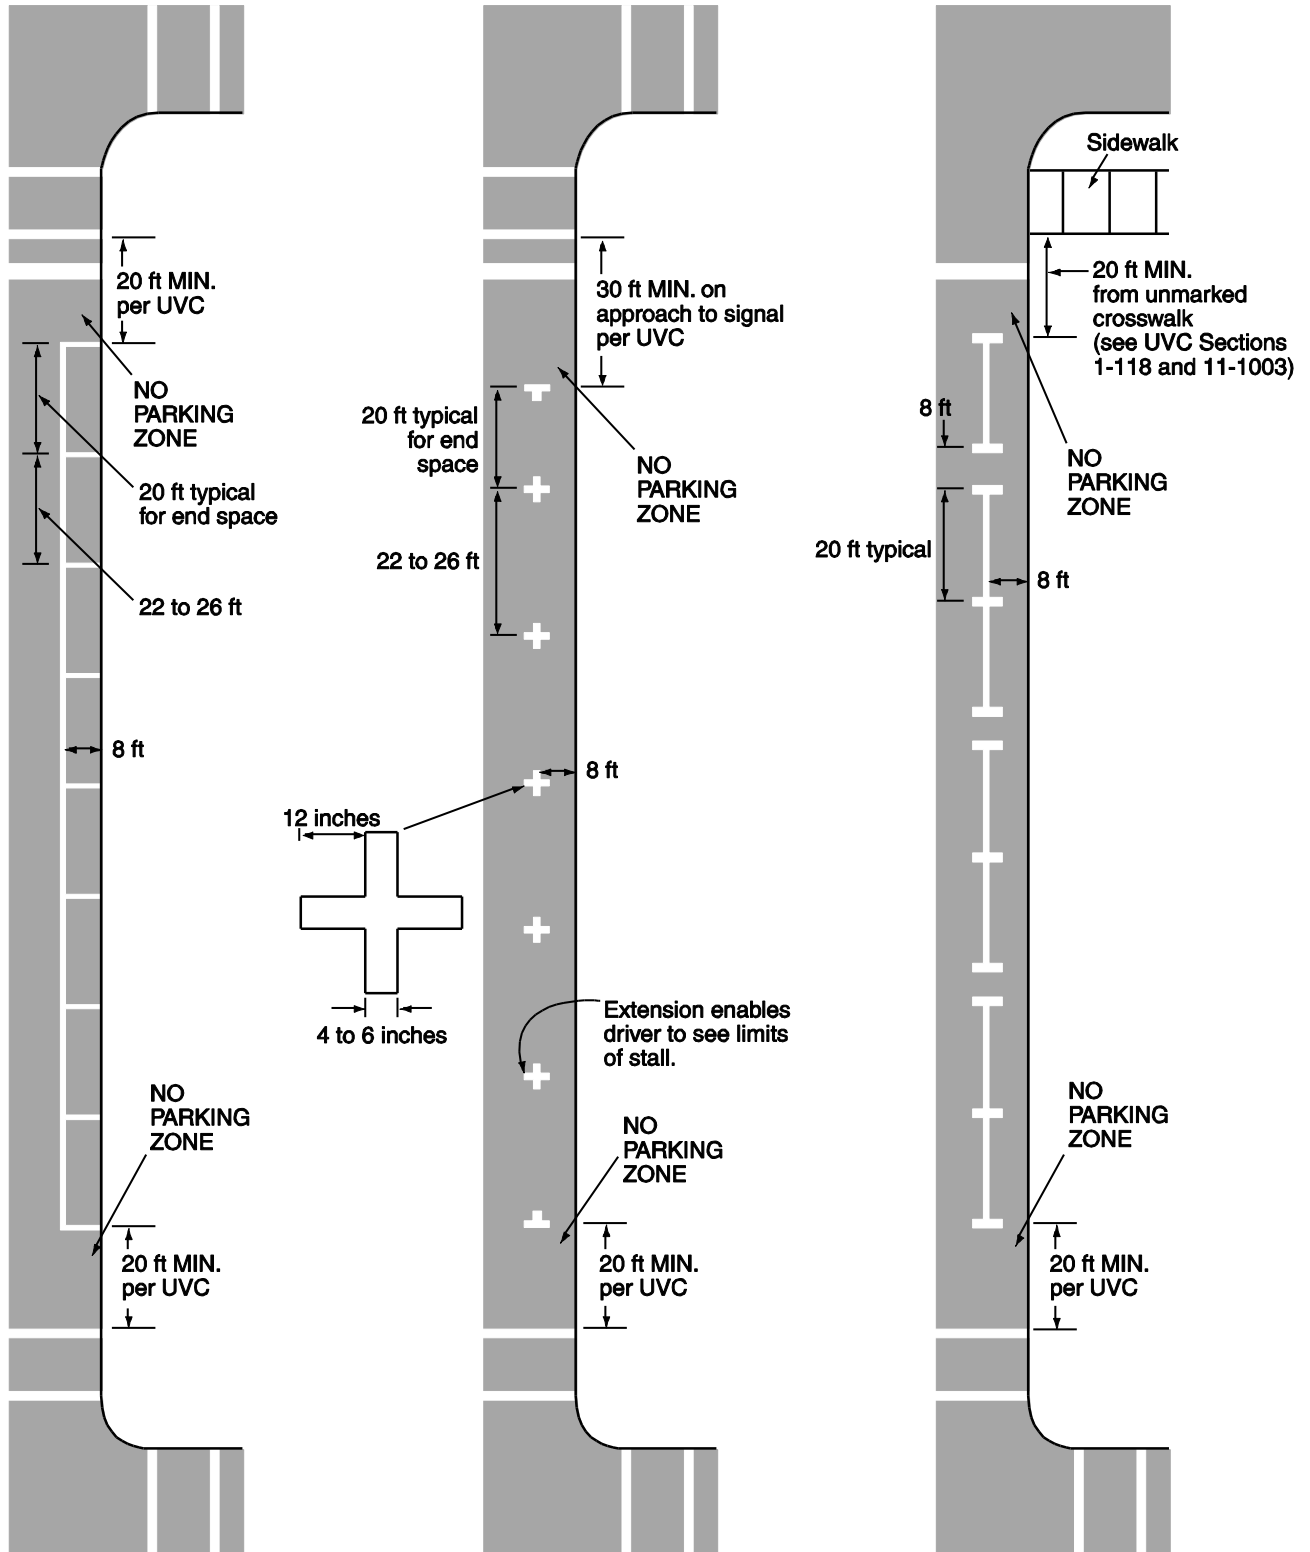 20 ft MIN.
per UVC
NO
PARKING
ZONE
20 ft typical
for end space
22 to 26 ft
8 ft
NO
PARKING
ZONE
20 ft MIN.
per UVC
30 ft MIN. on
approach to signal
per UVC
20 ft typical
for end
space
NO
PARKING
ZONE
22 to 26 ft
8 ft
12 inches
4 to 6 inches
Extension enables
driver to see limits
of stall.
NO
PARKING
ZONE
20 ft MIN.
per UVC
Sidewalk
20 ft MIN.
from unmarked
crosswalk
(see UVC Sections
1-118 and 11-1003)
8 ft
NO
PARKING
ZONE
20 ft typical
8 ft
NO
PARKING
ZONE
20 ft MIN.
per UVC